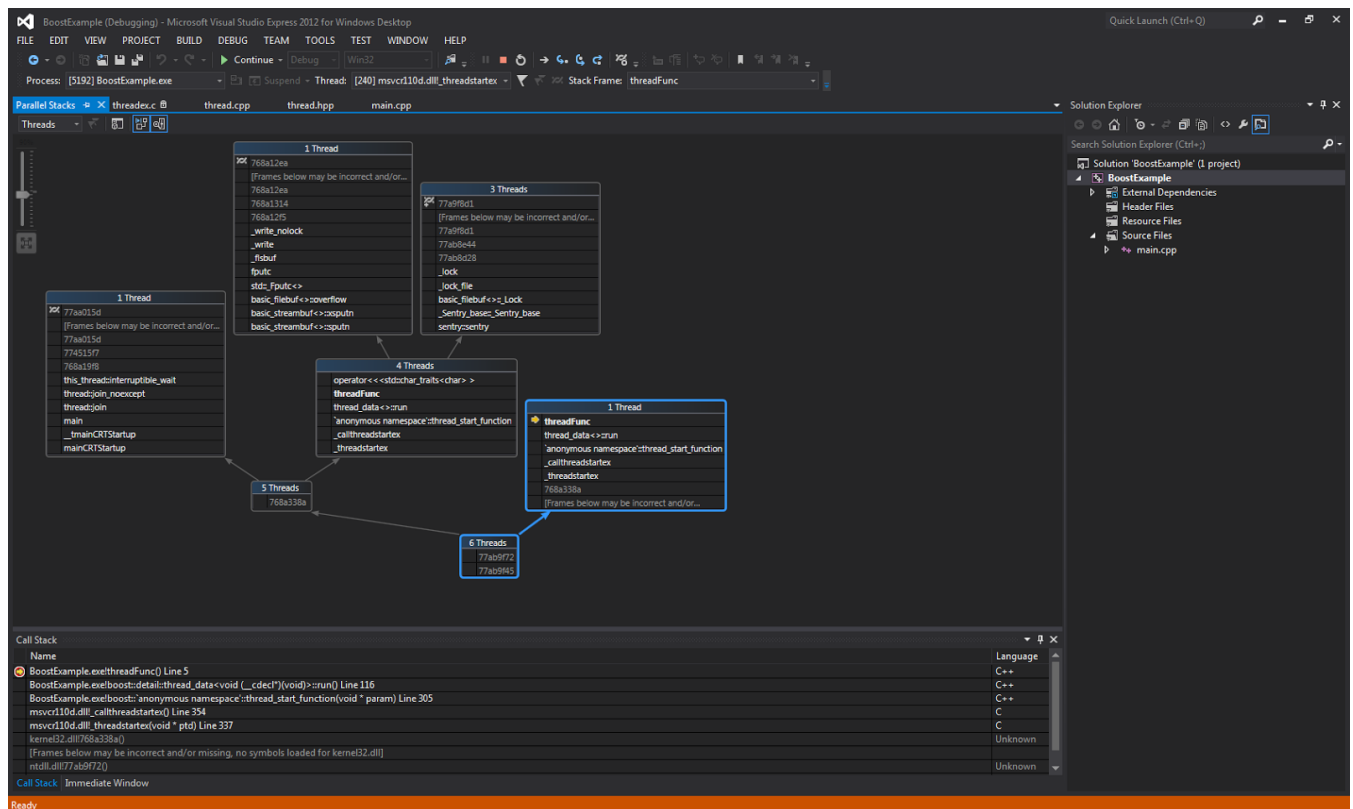 BoostExample (Debugging) - Microsoft Visual Studio Express 2012 for Windows Desktop
Quick Launch (Ctrl+Q)
FILE EDIT VIEW PROJECT BUILD DEBUG TEAM TOOLS TEST WINDOW HELP
Continue Debug Win32
Process: [5192] BoostExample.exe Suspend Thread: [240] msvcr110d.dll!_threadstartex Stack Frame: threadFunc
Parallel Stacks threadex.c thread.cpp thread.hpp main.cpp
Threads
1 Thread
768a12ea
[Frames below may be incorrect and/or...
768a12ea
768a1314
768a12f5
_write_nolock
_write
_flsbuf
fputc
std::_Fputc<>
basic_filebuf<>::overflow
basic_streambuf<>::xsputn
basic_streambuf<>::sputn
3 Threads
77a9f8d1
[Frames below may be incorrect and/or...
77a9f8d1
77ab8e44
77ab8d28
_lock
_lock_file
basic_filebuf<>::_Lock
_Sentry_base::_Sentry_base
sentry::sentry
1 Thread
77aa015d
[Frames below may be incorrect and/or...
77aa015d
774515f7
768a19f8
this_thread::interruptible_wait
thread::join_noexcept
thread::join
main
__tmainCRTStartup
mainCRTStartup
4 Threads
operator<<<std::char_traits<char> >
threadFunc
thread_data<>::run
`anonymous namespace'::thread_start_function
_callthreadstartex
_threadstartex
1 Thread
threadFunc
thread_data<>::run
`anonymous namespace'::thread_start_function
_callthreadstartex
_threadstartex
768a338a
[Frames below may be incorrect and/or...
5 Threads
768a338a
6 Threads
77ab9f72
77ab9f45
Solution Explorer
Search Solution Explorer (Ctrl+;)
Solution 'BoostExample' (1 project)
BoostExample
External Dependencies
Header Files
Resource Files
Source Files
main.cpp
Call Stack
Name Language
BoostExample.exe!threadFunc() Line 5 C++
BoostExample.exe!boost::detail::thread_data<void (__cdecl*)(void)>::run() Line 116 C++
BoostExample.exe!boost::`anonymous namespace'::thread_start_function(void * param) Line 305 C++
msvcr110d.dll!_callthreadstartex() Line 354 C
msvcr110d.dll!_threadstartex(void * ptd) Line 337 C
kernel32.dll!768a338a() Unknown
[Frames below may be incorrect and/or missing, no symbols loaded for kernel32.dll]
ntdll.dll!77ab9f72() Unknown
Call Stack Immediate Window
Ready